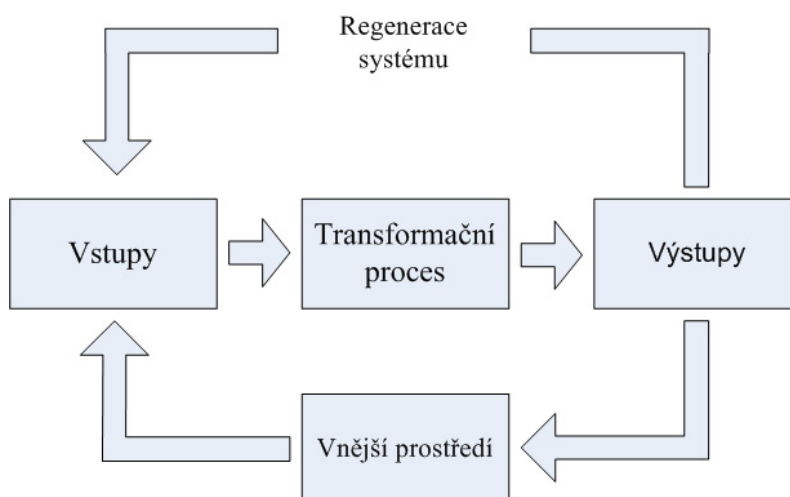 Regenerace
systému
Vstupy
Transformační
proces
Výstupy
Vnější prostředí